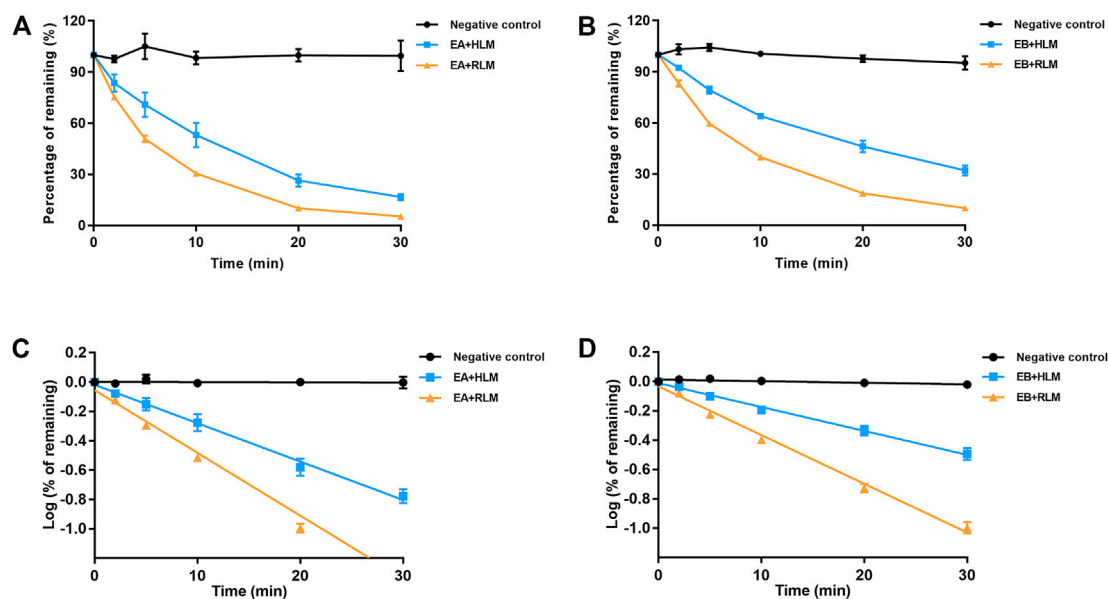 A
Percentage of remaining (%)
120
90
60
30
0
0 10 20 30
Time (min)
Negative control
EA+HLM
EA+RLM
B
Percentage of remaining (%)
120
90
60
30
0
0 10 20 30
Time (min)
Negative control
EB+HLM
EB+RLM
C
Log (% of remaining)
0.2
0.0
-0.2
-0.4
-0.6
-0.8
-1.0
0 10 20 30
Time (min)
Negative control
EA+HLM
EA+RLM
D
Log (% of remaining)
0.2
0.0
-0.2
-0.4
-0.6
-0.8
-1.0
0 10 20 30
Time (min)
Negative control
EB+HLM
EB+RLM